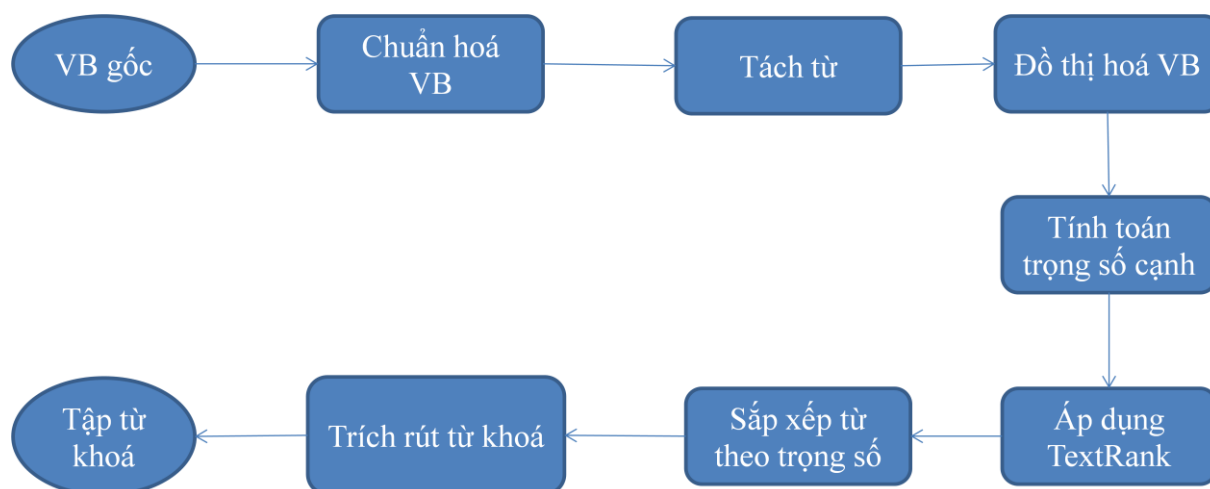 VB gốc
Chuẩn hoá
VB
Tách từ
Đồ thị hoá VB
Tính toán
trọng số cạnh
Áp dụng
TextRank
Sắp xếp từ
theo trọng số
Trích rút từ khoá
Tập từ
khoá